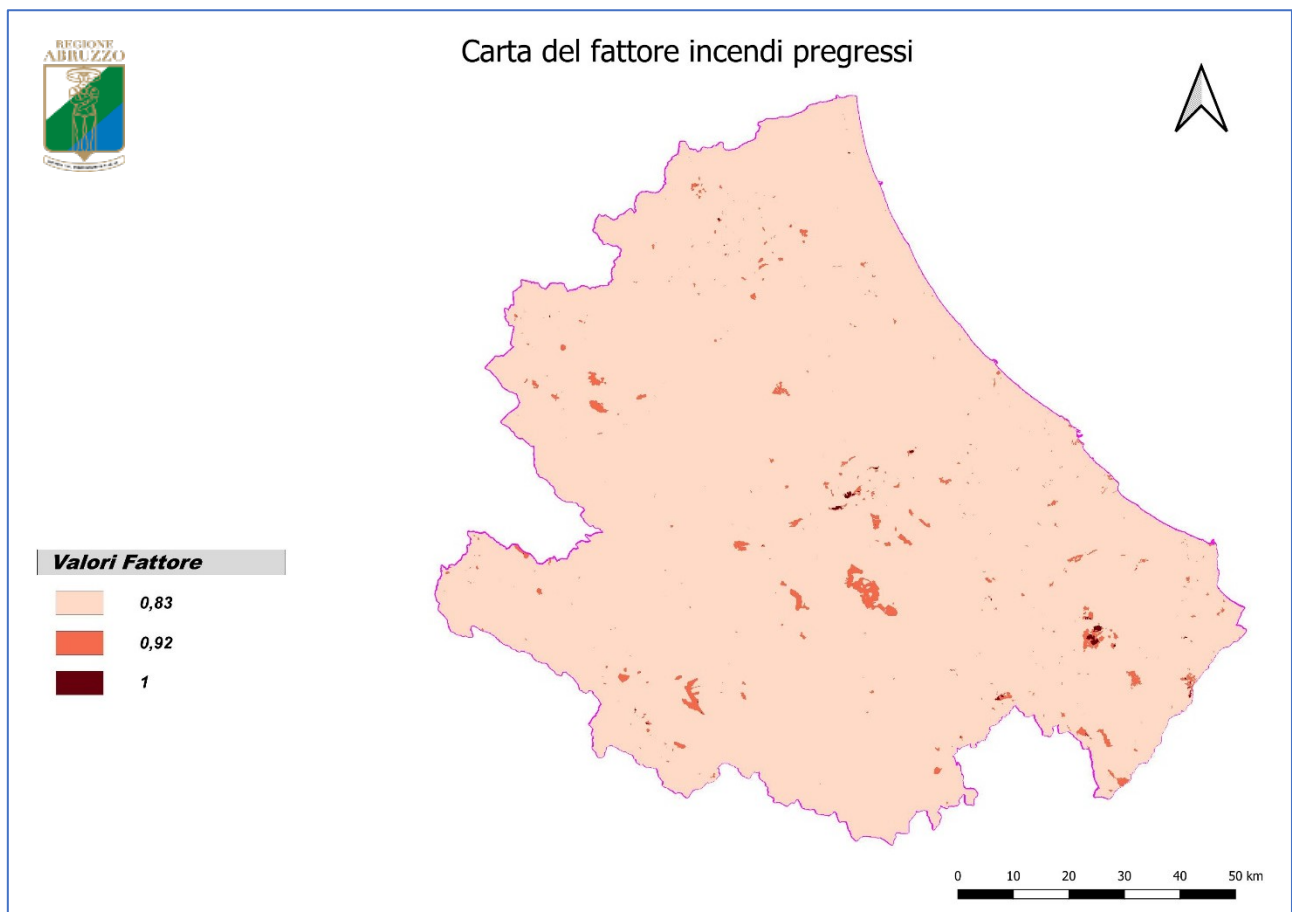 REGIONE
ABRUZZO
Carta del fattore incendi pregressi
Valori Fattore
0,83
0,92
1
0 10 20 30 40 50 km